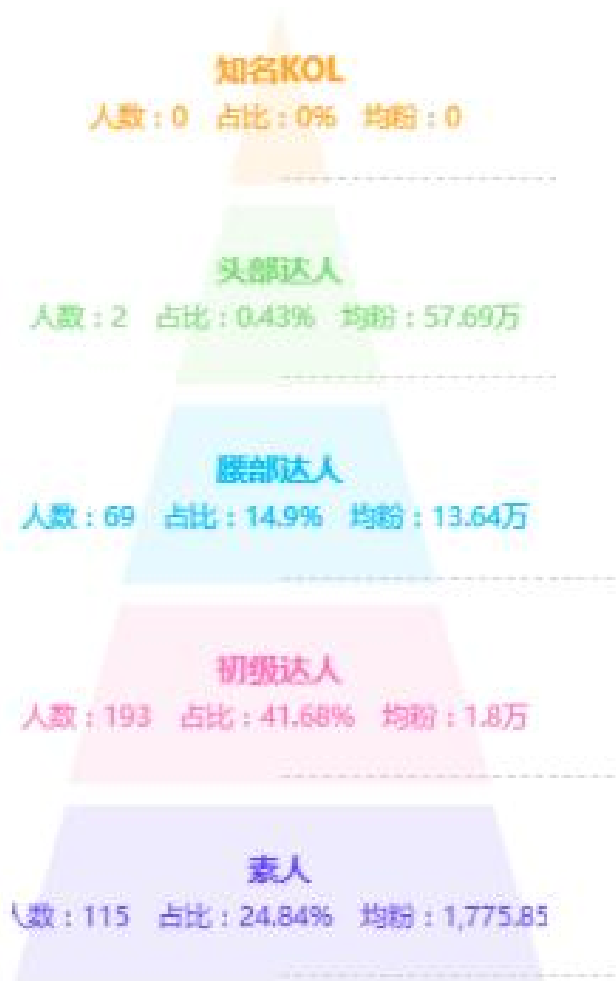 知名KOL
人数：0 占比：0% 均粉：0
头部达人
人数：2 占比：0.43% 均粉：57.69万
腰部达人
人数：69 占比：14.9% 均粉：13.64万
初级达人
人数：193 占比：41.68% 均粉：1.8万
素人
人数：115 占比：24.84% 均粉：1,775.85